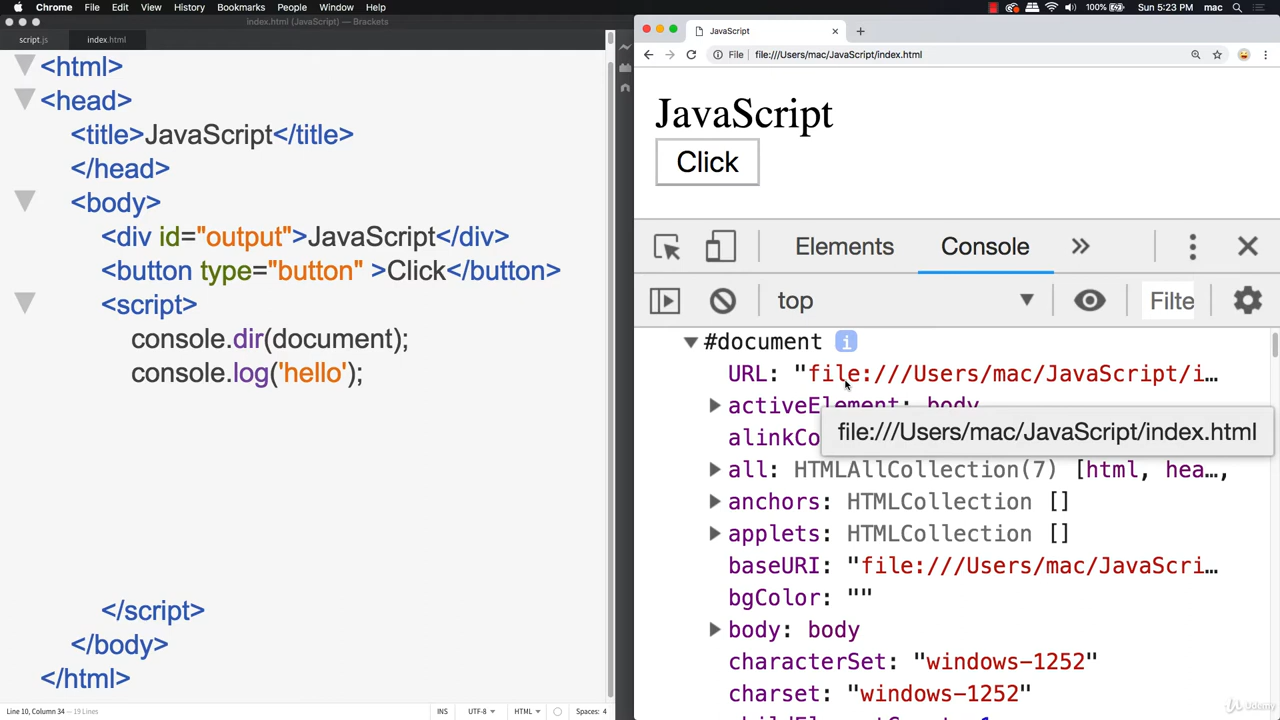 Chrome File Edit View History Bookmarks People Window Help
100% Sun 5:23 PM mac
index.html (JavaScript) — Brackets
script.js index.html
<html>
<head>
<title>JavaScript</title>
</head>
<body>
<div id="output">JavaScript</div>
<button type="button" >Click</button>
<script>
console.dir(document);
console.log('hello');
</script>
</body>
</html>
Line 10, Column 34 — 19 Lines
INS UTF-8 HTML Spaces: 4
JavaScript
File file:///Users/mac/JavaScript/index.html
JavaScript
Click
Elements Console
top Filte
#document i
URL: "file:///Users/mac/JavaScript/i…
activeElement: body
file:///Users/mac/JavaScript/index.html
alinkCo
all: HTMLAllCollection(7) [html, hea…,
anchors: HTMLCollection []
applets: HTMLCollection []
baseURI: "file:///Users/mac/JavaScri…
bgColor: ""
body: body
characterSet: "windows-1252"
charset: "windows-1252"
childElementCount: 1
Udemy